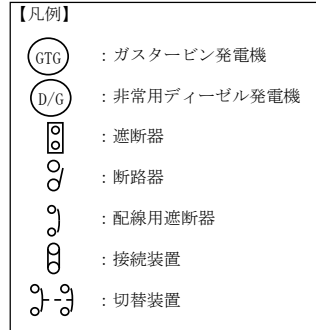 【凡例】
GTG ：ガスタービン発電機
D/G ：非常用ディーゼル発電機
：遮断器
：断路器
：配線用遮断器
：接続装置
：切替装置